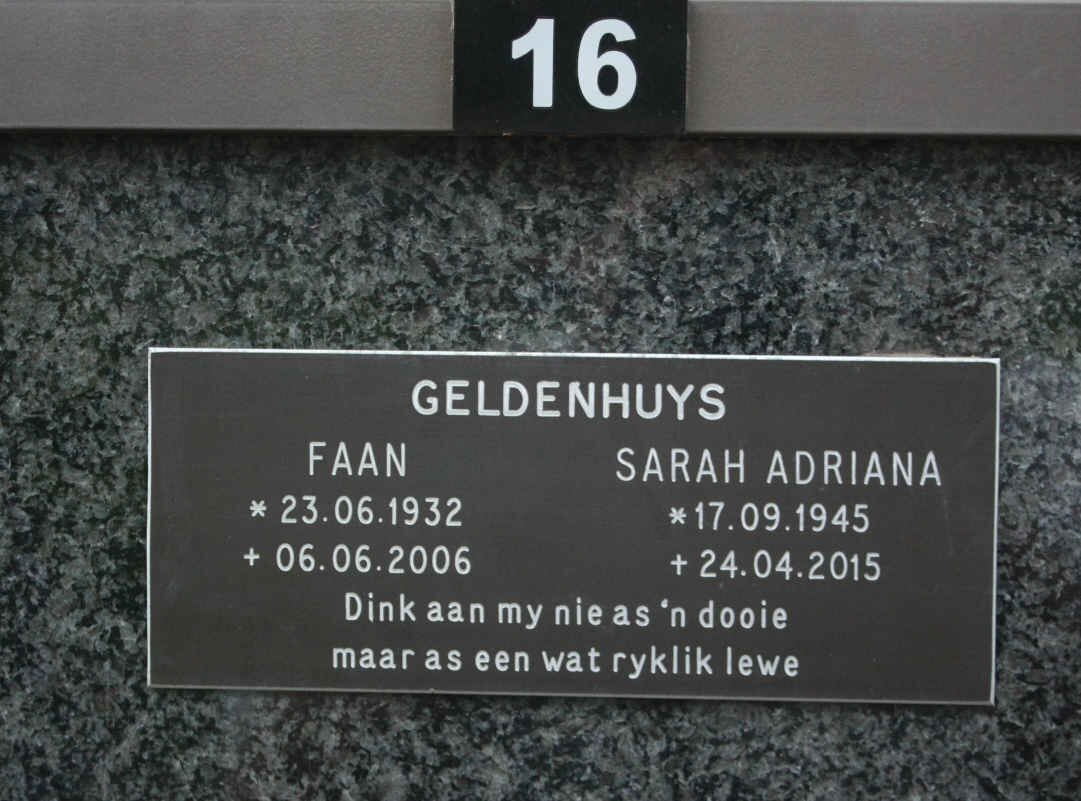 16
GELDENHUYS
FAAN SARAH ADRIANA
* 23.06.1932 *17.09.1945
+ 06.06.2006 +24.04.2015
Dink aan my nie as 'n dooie
maar as een wat ryklik lewe